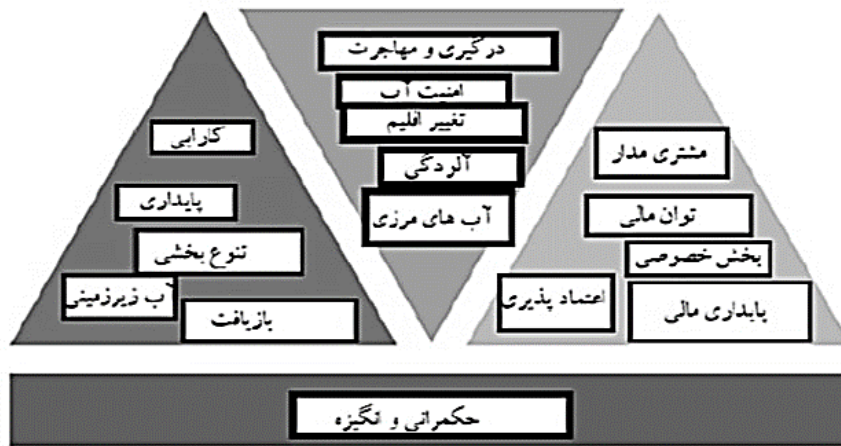 درگیری و مهاجرت
امنیت آب
تغییر اقلیم
آلودگی
آب های مرزی
کارایی
پایداری
تنوع بخشی
آب زیرزمینی
بازیافت
مشتری مدار
توان مالی
بخش خصوصی
اعتماد پذیری
پایداری مالی
حکمرانی و انگیزه